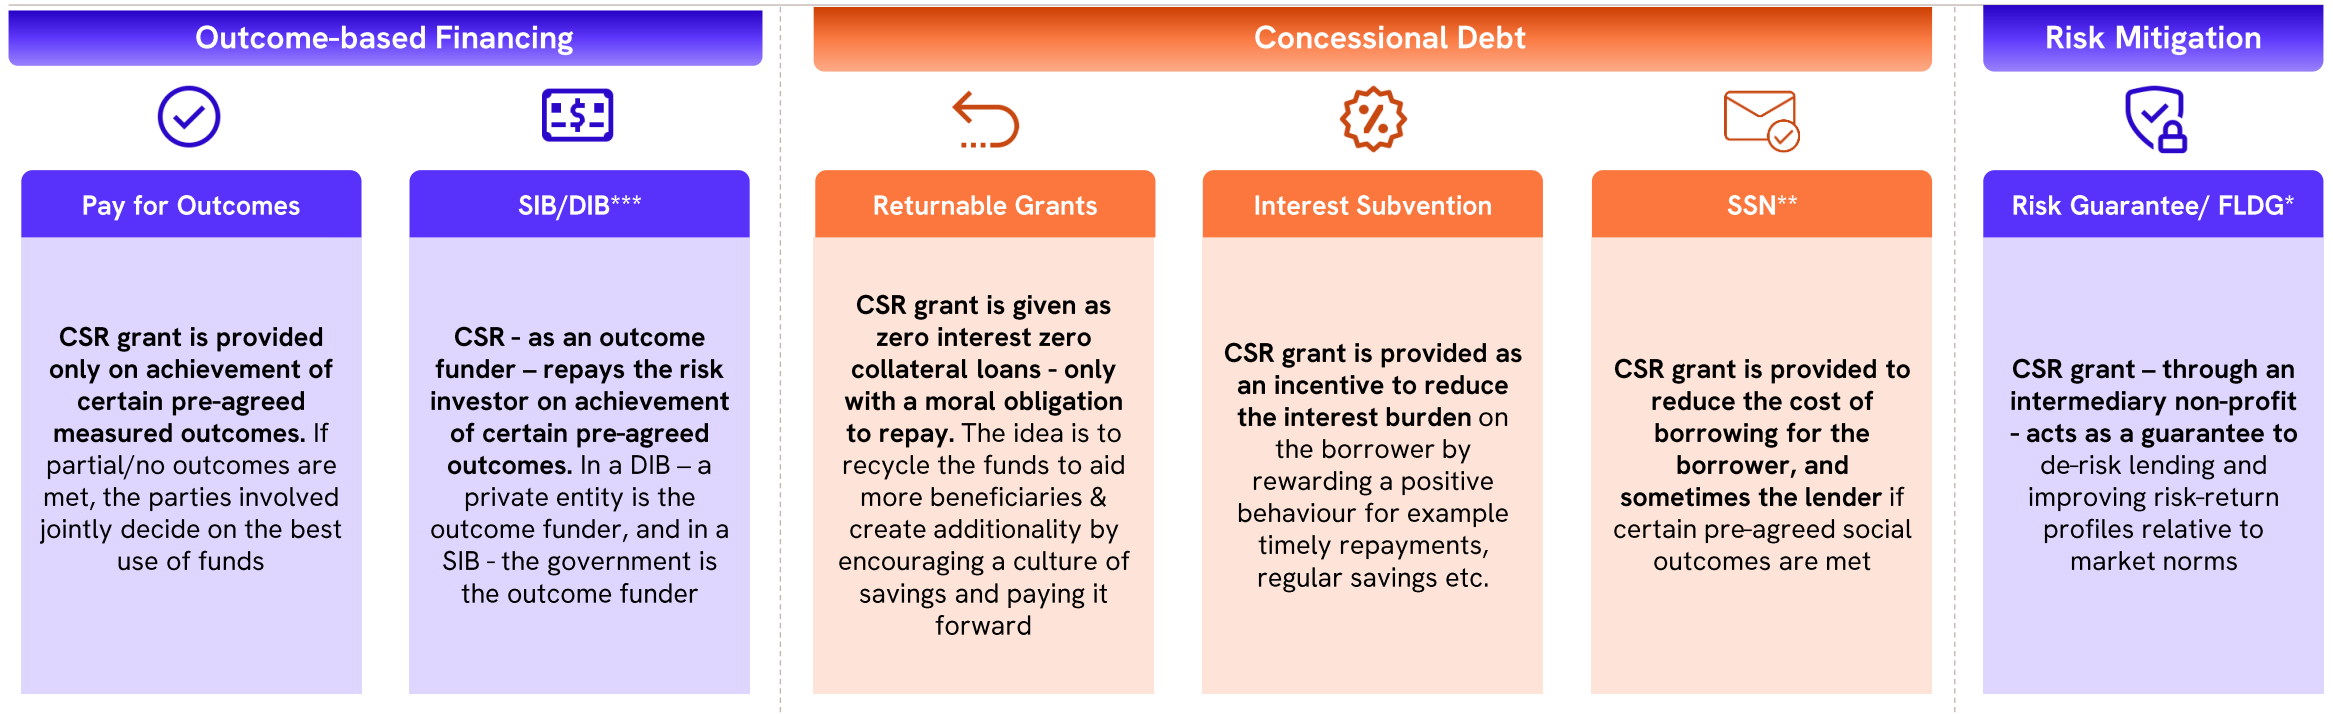 Outcome-based Financing
Concessional Debt
Risk Mitigation
Pay for Outcomes
CSR grant is provided
only on achievement of
certain pre-agreed
measured outcomes. If
partial/no outcomes are
met, the parties involved
jointly decide on the best
use of funds
SIB/DIB***
CSR - as an outcome
funder – repays the risk
investor on achievement
of certain pre-agreed
outcomes. In a DIB – a
private entity is the
outcome funder, and in a
SIB - the government is
the outcome funder
Returnable Grants
CSR grant is given as
zero interest zero
collateral loans - only
with a moral obligation
to repay. The idea is to
recycle the funds to aid
more beneficiaries &
create additionality by
encouraging a culture of
savings and paying it
forward
Interest Subvention
CSR grant is provided as
an incentive to reduce
the interest burden on
the borrower by
rewarding a positive
behaviour for example
timely repayments,
regular savings etc.
SSN**
CSR grant is provided to
reduce the cost of
borrowing for the
borrower, and
sometimes the lender if
certain pre-agreed social
outcomes are met
Risk Guarantee/ FLDG*
CSR grant – through an
intermediary non-profit
- acts as a guarantee to
de-risk lending and
improving risk-return
profiles relative to
market norms